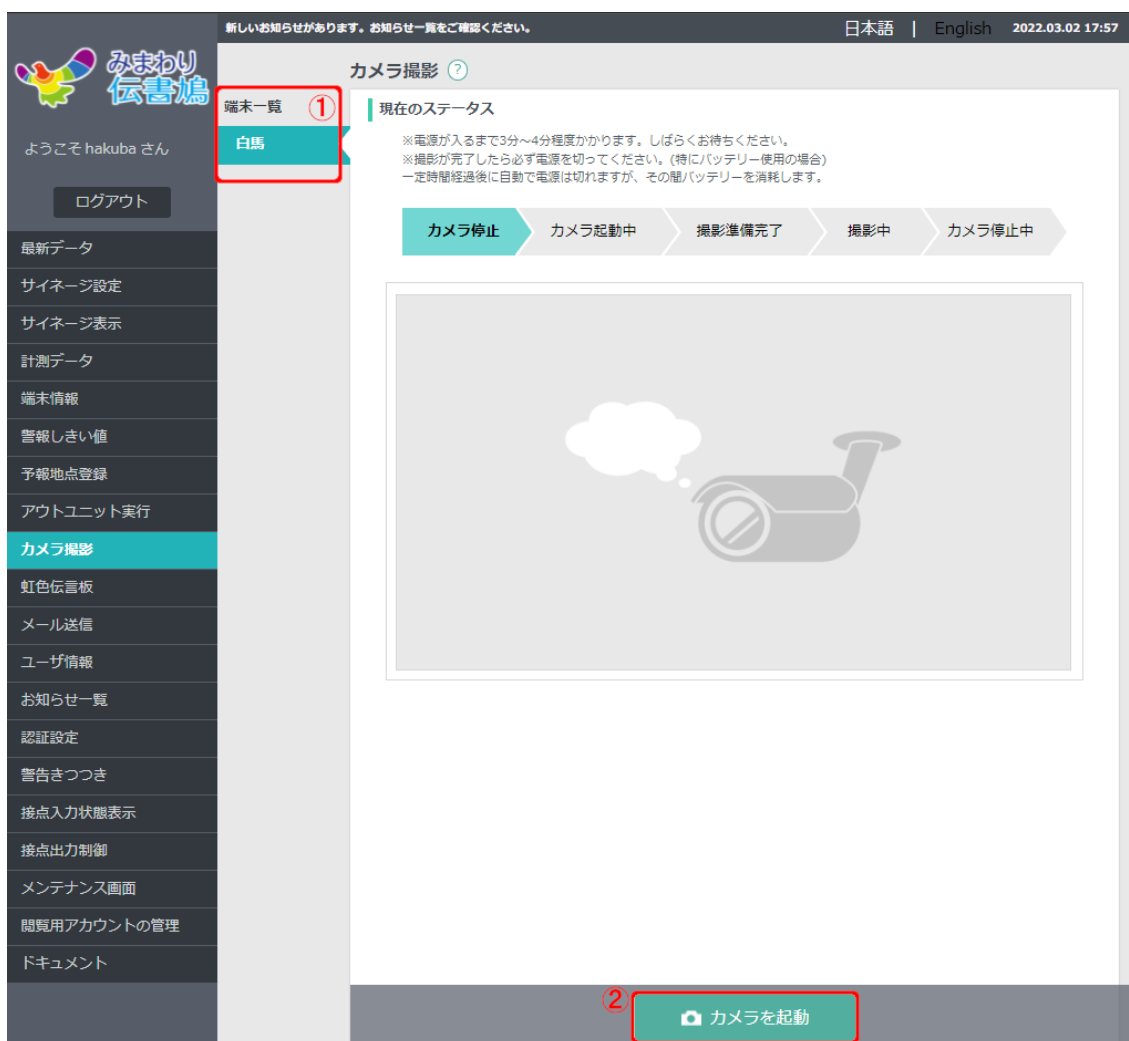 新しいお知らせがあります。お知らせ一覧をご確認ください。
日本語 | English 2022.03.02 17:57
みまわり
伝書鳩
ようこそ hakuba さん
ログアウト
最新データ
サイネージ設定
サイネージ表示
計測データ
端末情報
警報しきい値
予報地点登録
アウトユニット実行
カメラ撮影
虹色伝言板
メール送信
ユーザ情報
お知らせ一覧
認証設定
警告きつつき
接点入力状態表示
接点出力制御
メンテナンス画面
閲覧用アカウントの管理
ドキュメント
端末一覧 ①
白馬
カメラ撮影 ?
現在のステータス
※電源が入るまで3分～4分程度かかります。しばらくお待ちください。
※撮影が完了したら必ず電源を切ってください。(特にバッテリー使用の場合)
一定時間経過後に自動で電源は切れますが、その間バッテリーを消耗します。
カメラ停止 カメラ起動中 撮影準備完了 撮影中 カメラ停止中
② カメラを起動